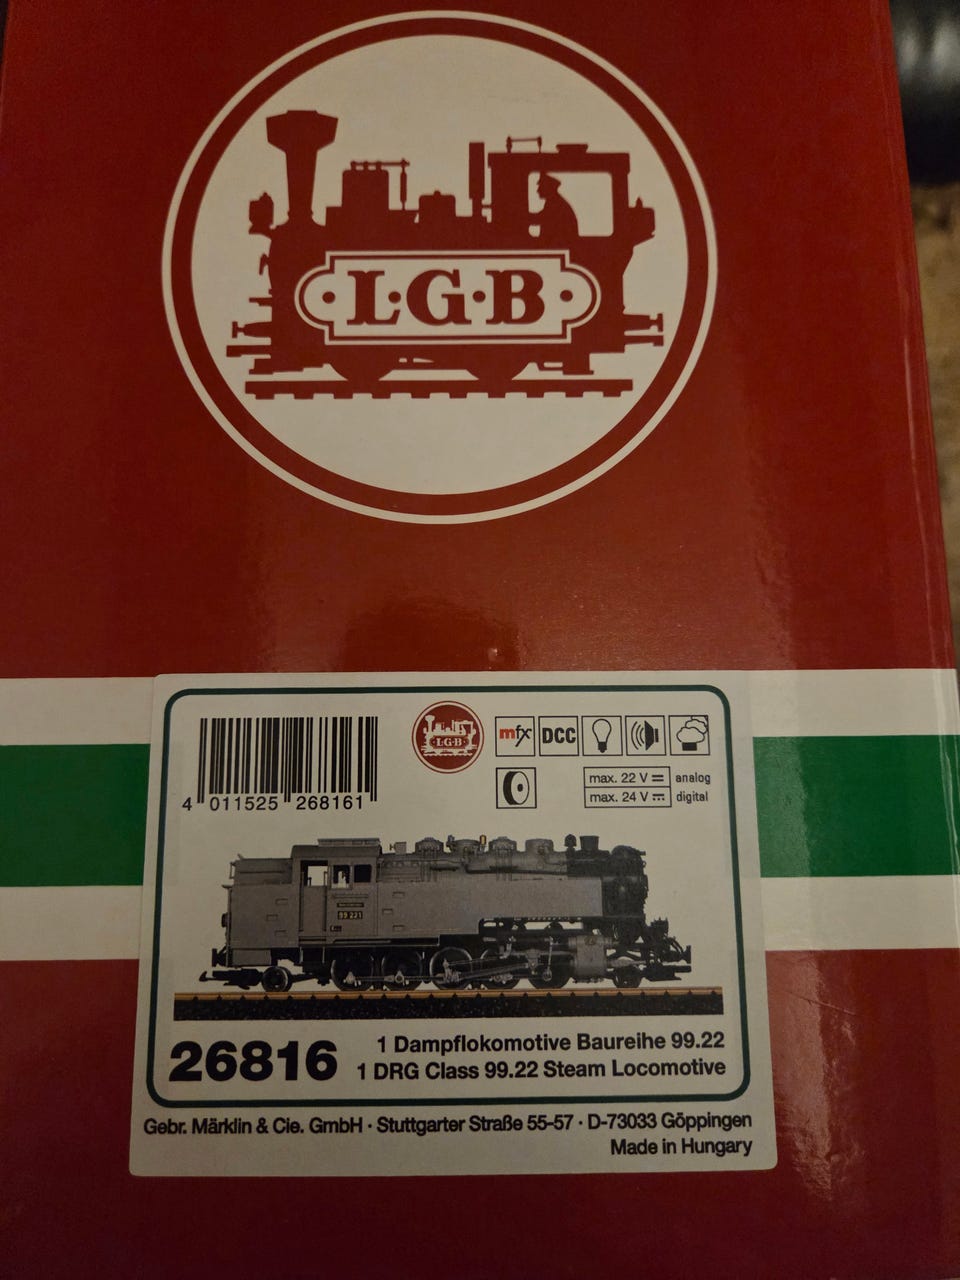 L·G·B
4 011525 268161
L·G·B
mfx DCC
max. 22 V analog
max. 24 V digital
99 221
26816
1 Dampflokomotive Baureihe 99.22
1 DRG Class 99.22 Steam Locomotive
Gebr. Märklin & Cie. GmbH · Stuttgarter Straße 55-57 · D-73033 Göppingen
Made in Hungary